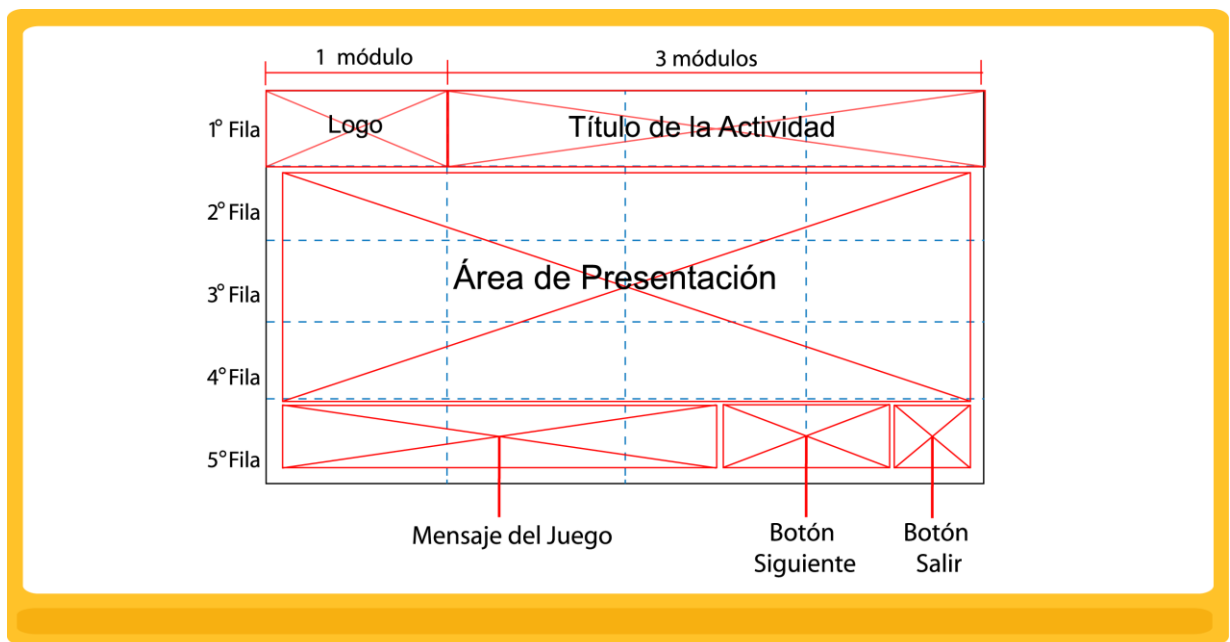 1 módulo
3 módulos
1° Fila
Logo
Título de la Actividad
2° Fila
Área de Presentación
3° Fila
4° Fila
5° Fila
Mensaje del Juego
Botón
Siguiente
Botón
Salir